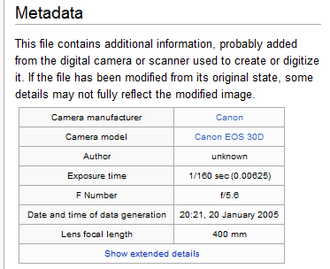 Metadata
This file contains additional information, probably added
from the digital camera or scanner used to create or digitize
it. If the file has been modified from its original state, some
details may not fully reflect the modified image.
Camera manufacturer Canon
Camera model Canon EOS 30D
Author unknown
Exposure time 1/160 sec (0.00625)
F Number f/5.6
Date and time of data generation 20:21, 20 January 2005
Lens focal length 400 mm
Show extended details